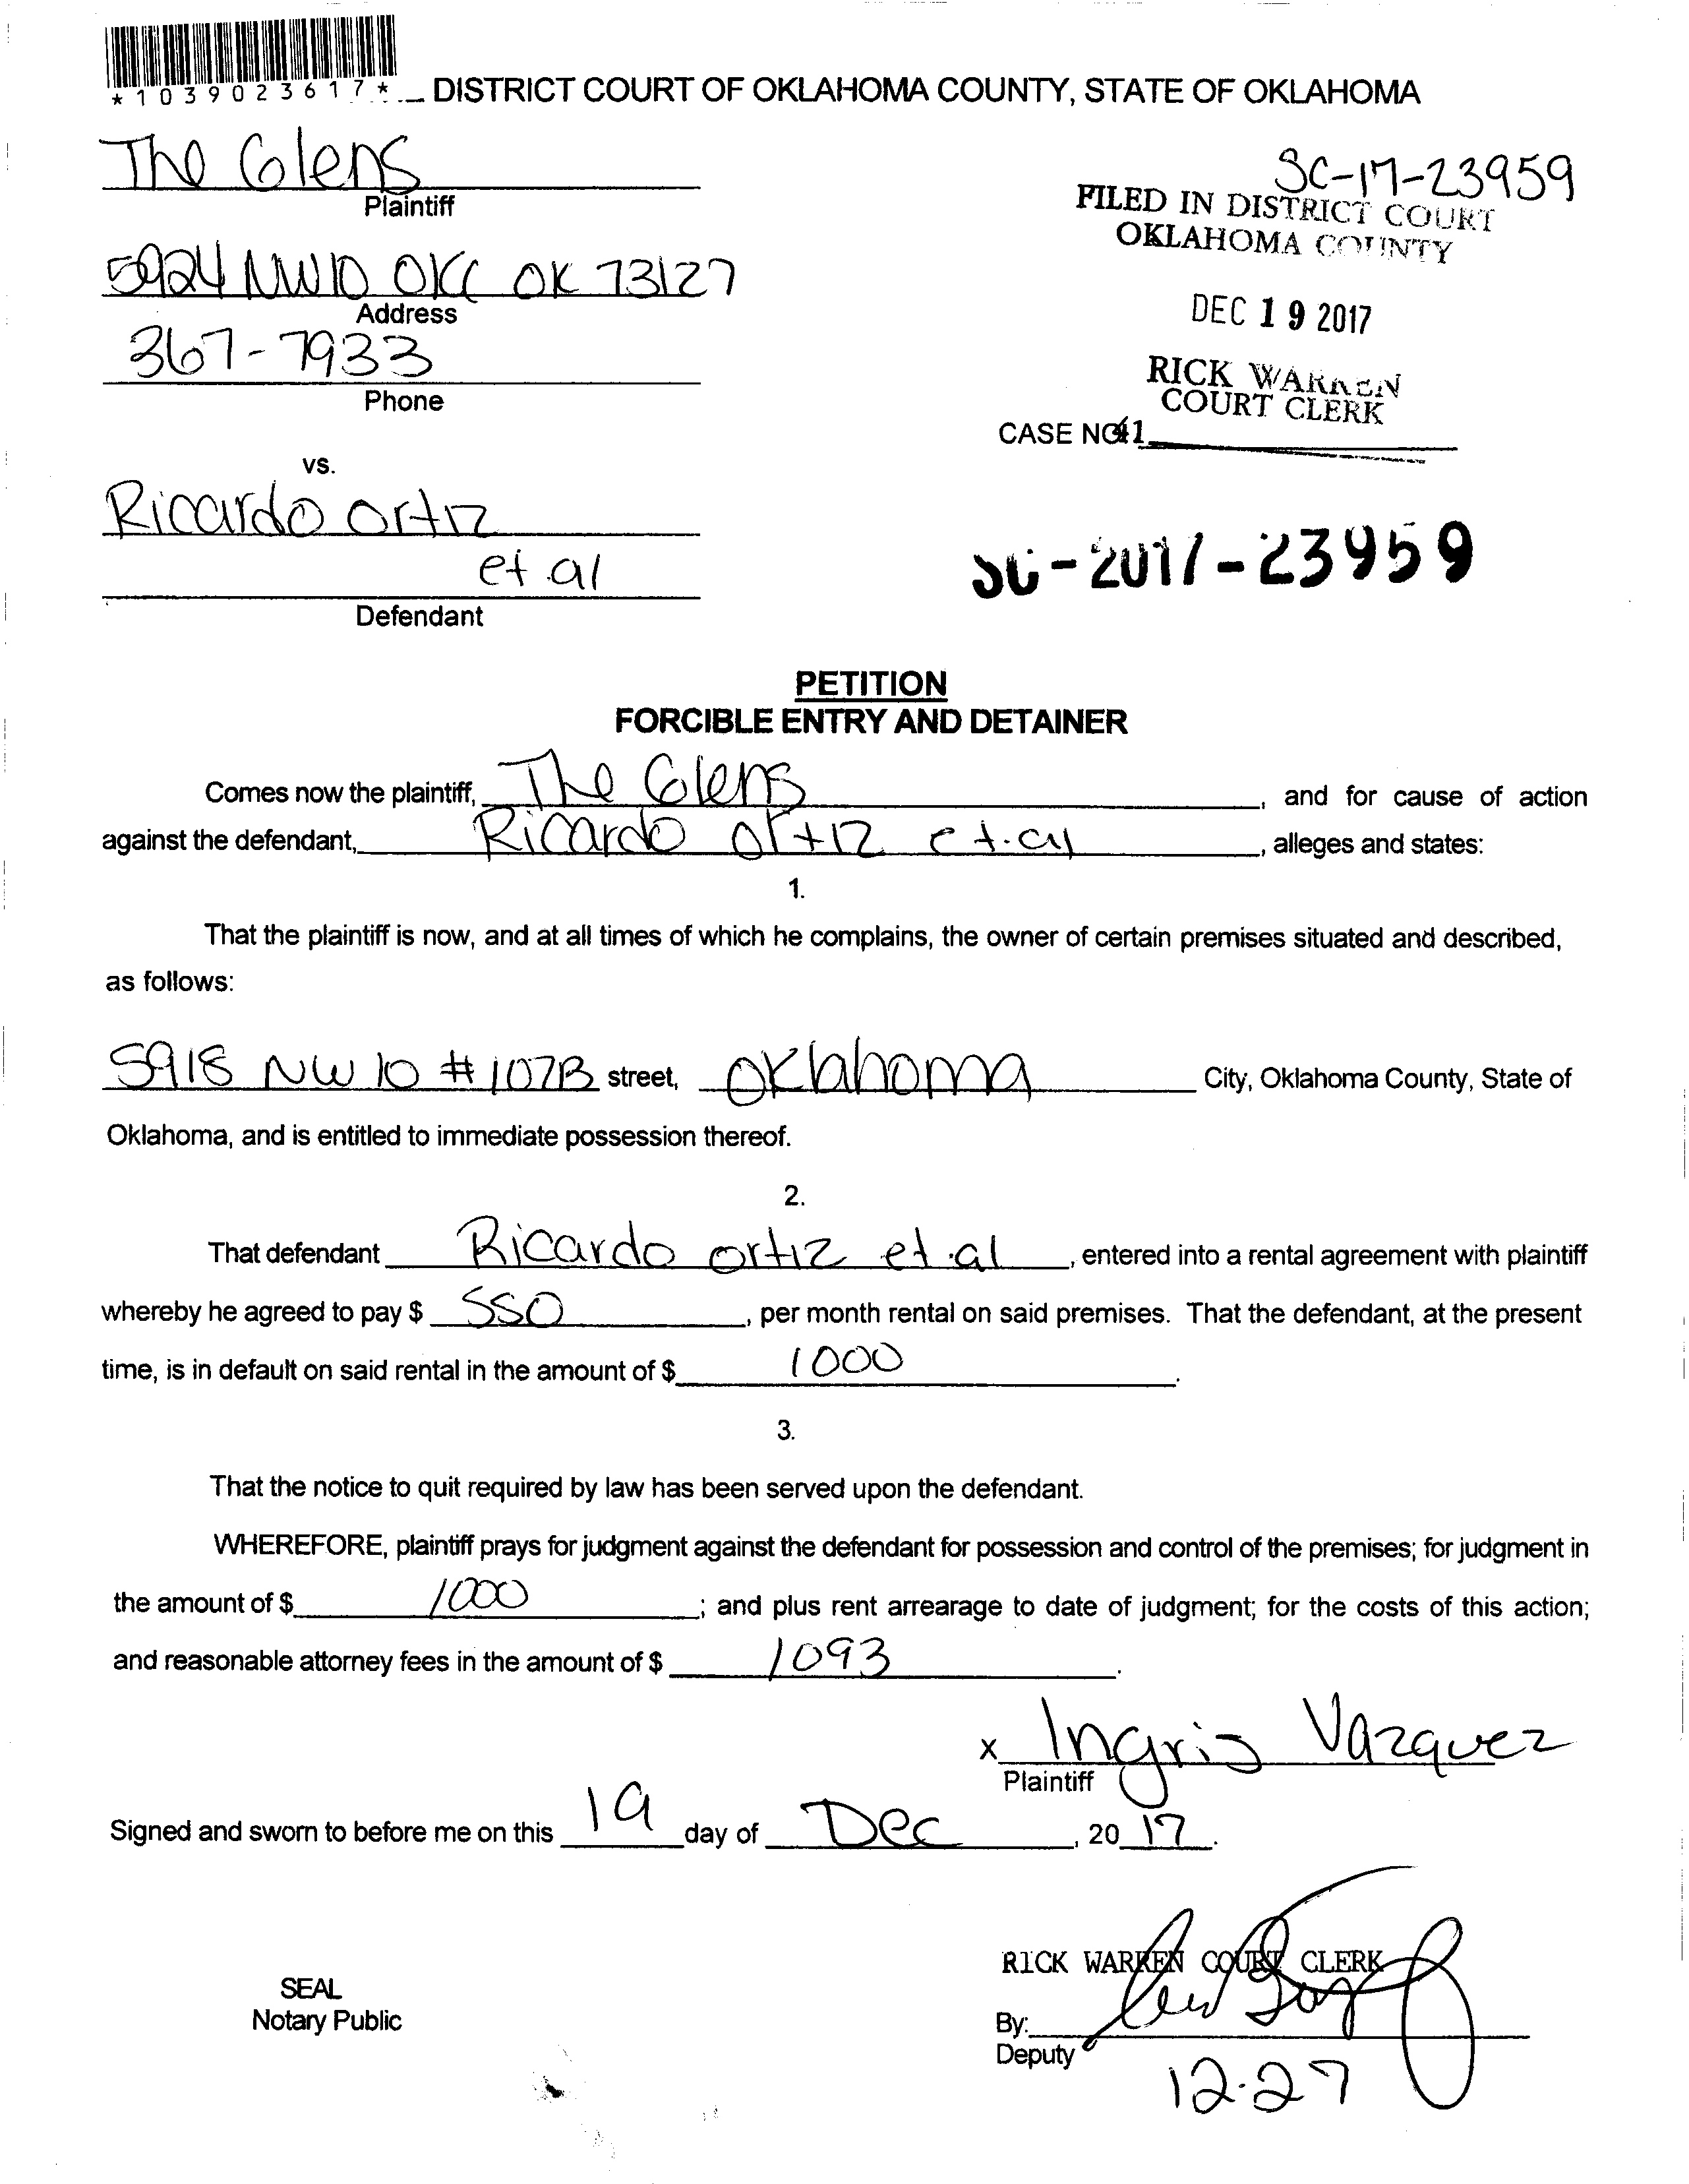 *1039023617*
DISTRICT COURT OF OKLAHOMA COUNTY, STATE OF OKLAHOMA
The Glens
Plaintiff
SC-17-23959
FILED IN DISTRICT COURT
OKLAHOMA COUNTY
5924 NW10 OKC OK 73127
Address
DEC 19 2017
367-7933
Phone
RICK WARREN
COURT CLERK
CASE NO.
41
vs.
Ricardo Ortiz
et al
Defendant
SC-2017-23959
PETITION
FORCIBLE ENTRY AND DETAINER
Comes now the plaintiff, The Glens, and for cause of action
against the defendant, Ricardo Ortiz et.al, alleges and states:
1.
That the plaintiff is now, and at all times of which he complains, the owner of certain premises situated and described,
as follows:
5918 NW 10 # 107B street, Oklahoma City, Oklahoma County, State of
Oklahoma, and is entitled to immediate possession thereof.
2.
That defendant Ricardo ortiz et.al, entered into a rental agreement with plaintiff
whereby he agreed to pay $ 550, per month rental on said premises. That the defendant, at the present
time, is in default on said rental in the amount of $ 1000.
3.
That the notice to quit required by law has been served upon the defendant.
WHEREFORE, plaintiff prays for judgment against the defendant for possession and control of the premises; for judgment in
the amount of $ 1000; and plus rent arrearage to date of judgment; for the costs of this action;
and reasonable attorney fees in the amount of $ 1093.
x Ingris Vazquez
Plaintiff
Signed and sworn to before me on this 19 day of Dec, 2017.
RICK WARREN COURT CLERK
SEAL
Notary Public
By:
Deputy
12-27